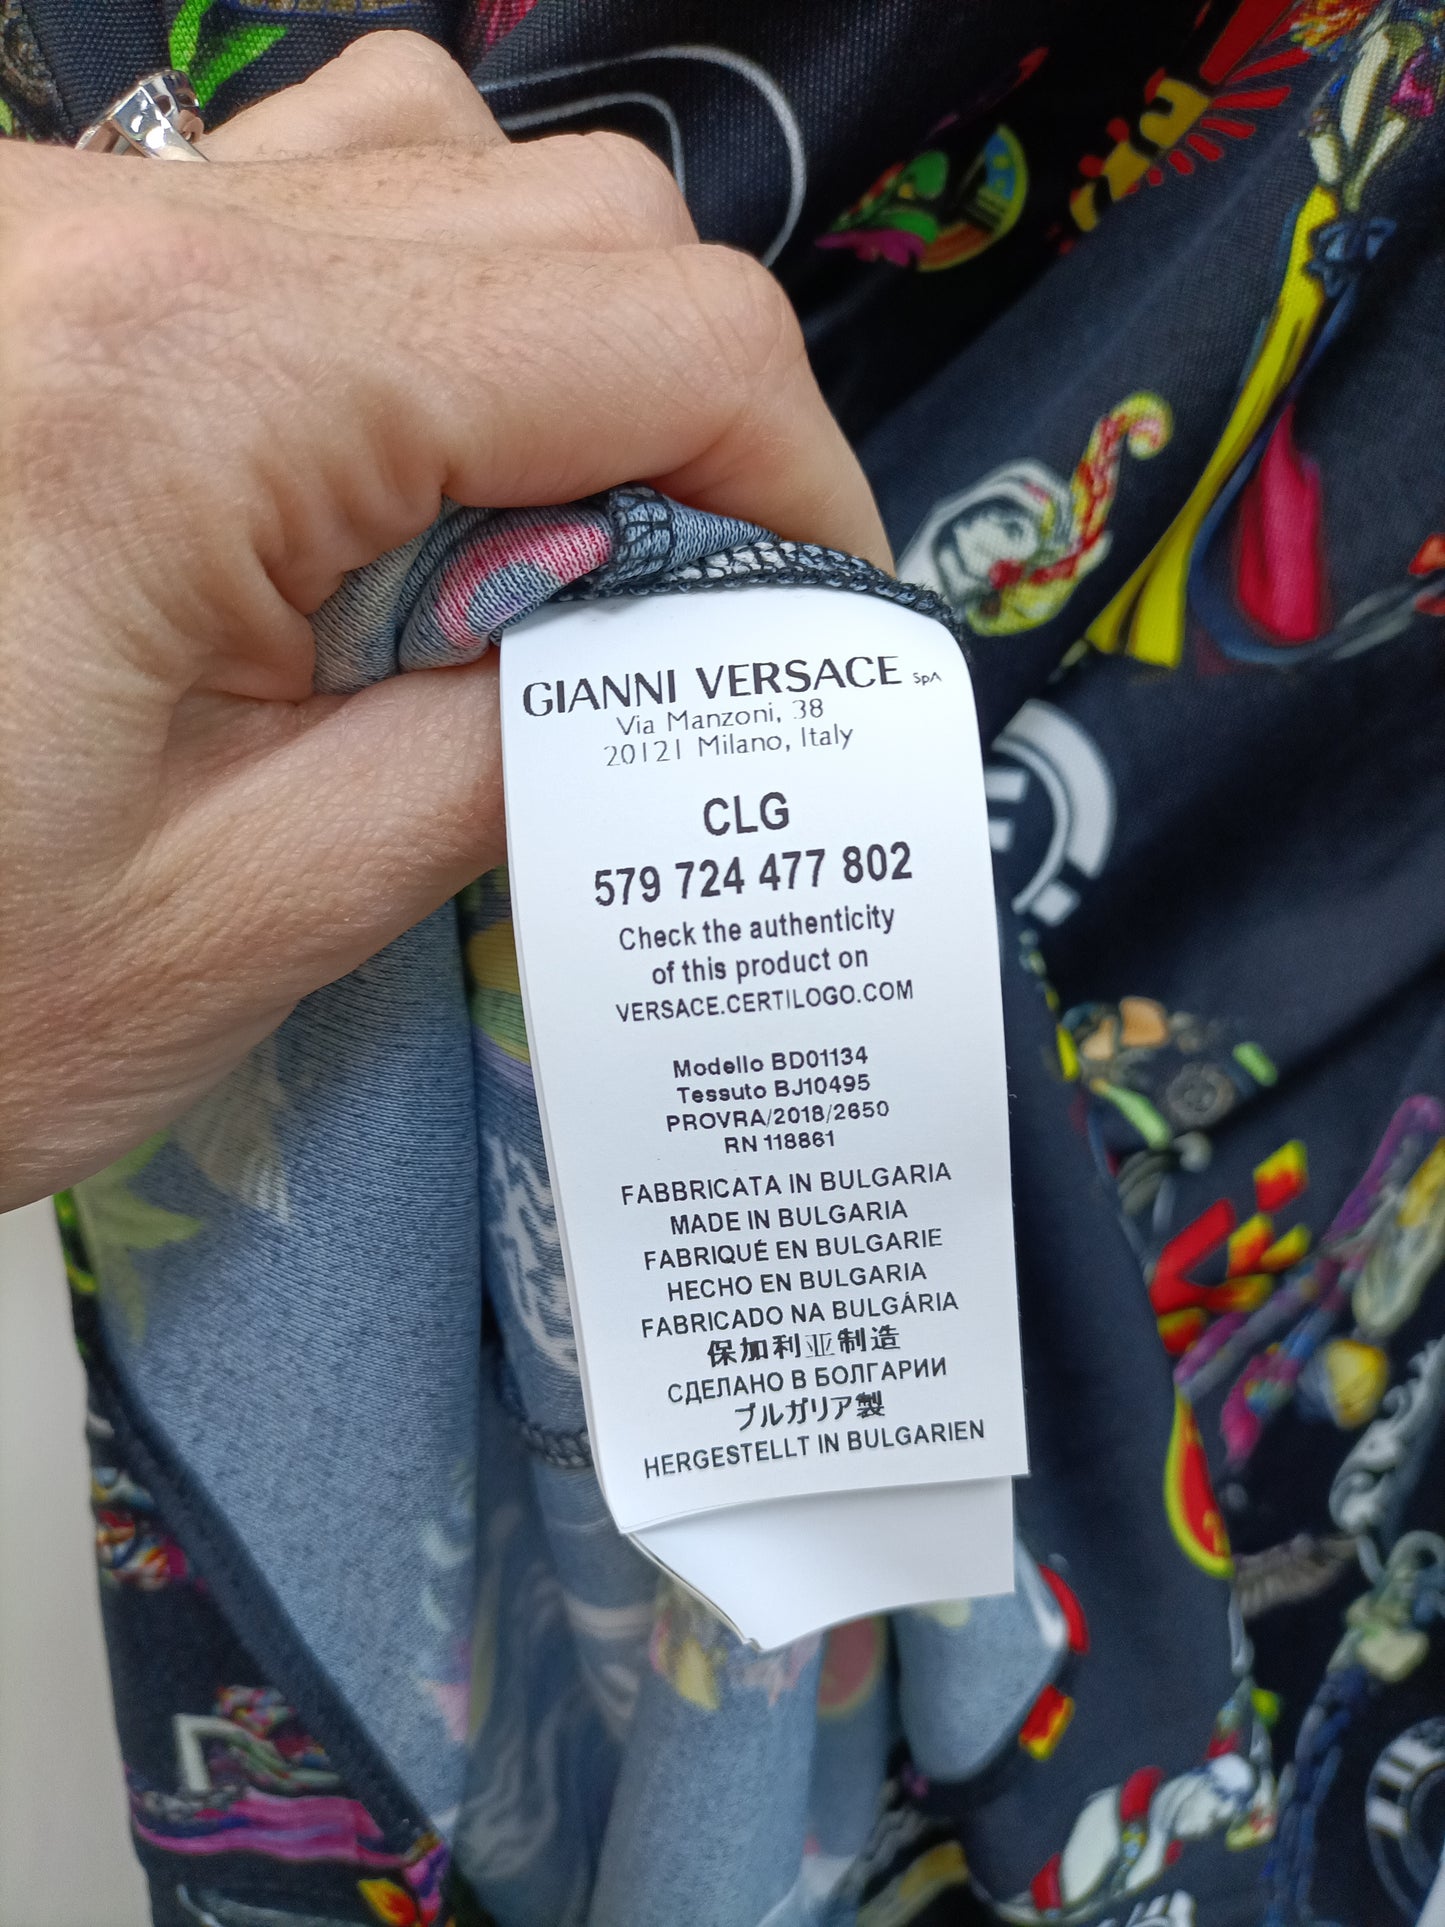 GIANNI VERSACE SpA
Via Manzoni, 38
20121 Milano, Italy
CLG
579 724 477 802
Check the authenticity
of this product on
VERSACE.CERTILOGO.COM
Modello BD01134
Tessuto BJ10495
PROVRA/2018/2650
RN 118861
FABBRICATA IN BULGARIA
MADE IN BULGARIA
FABRIQUÉ EN BULGARIE
HECHO EN BULGARIA
FABRICADO NA BULGÁRIA
保加利亚制造
СДЕЛАНО В БОЛГАРИИ
ブルガリア製
HERGESTELLT IN BULGARIEN